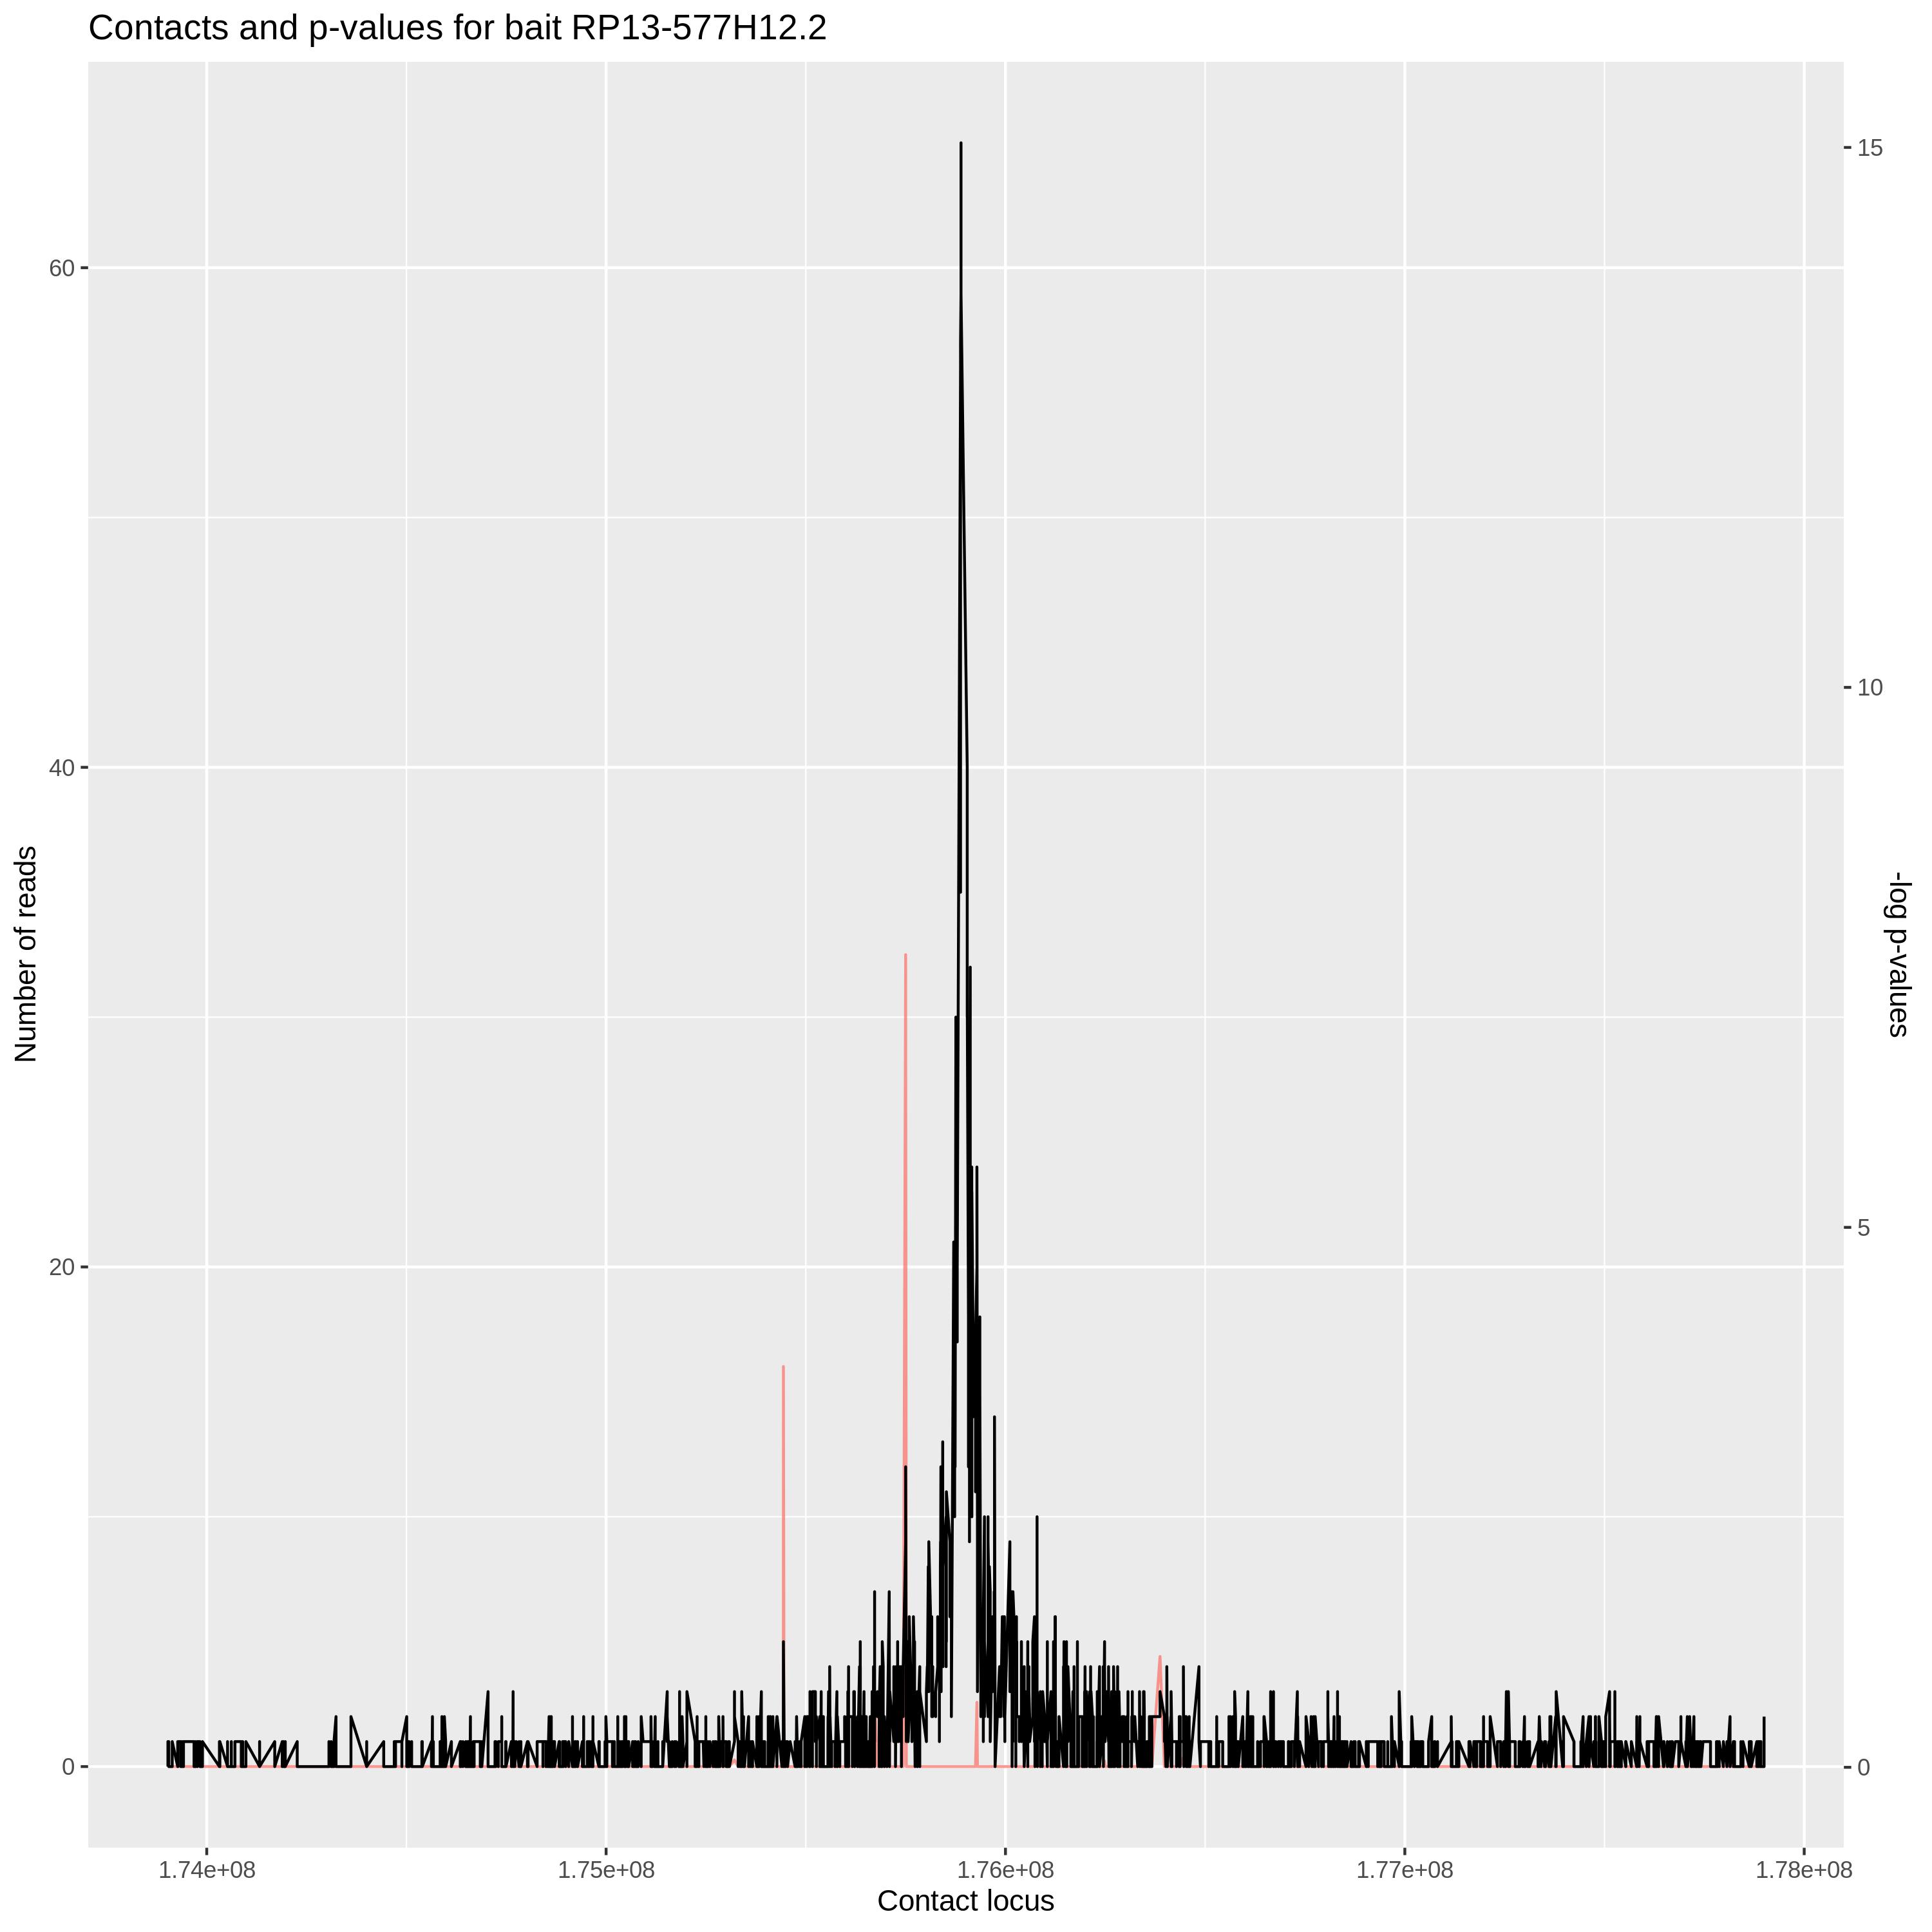 Contacts and p-values for bait RP13-577H12.2
60
40
20
0
15
10
5
0
Number of reads
-log p-values
1.74e+08
1.75e+08
1.76e+08
1.77e+08
1.78e+08
Contact locus